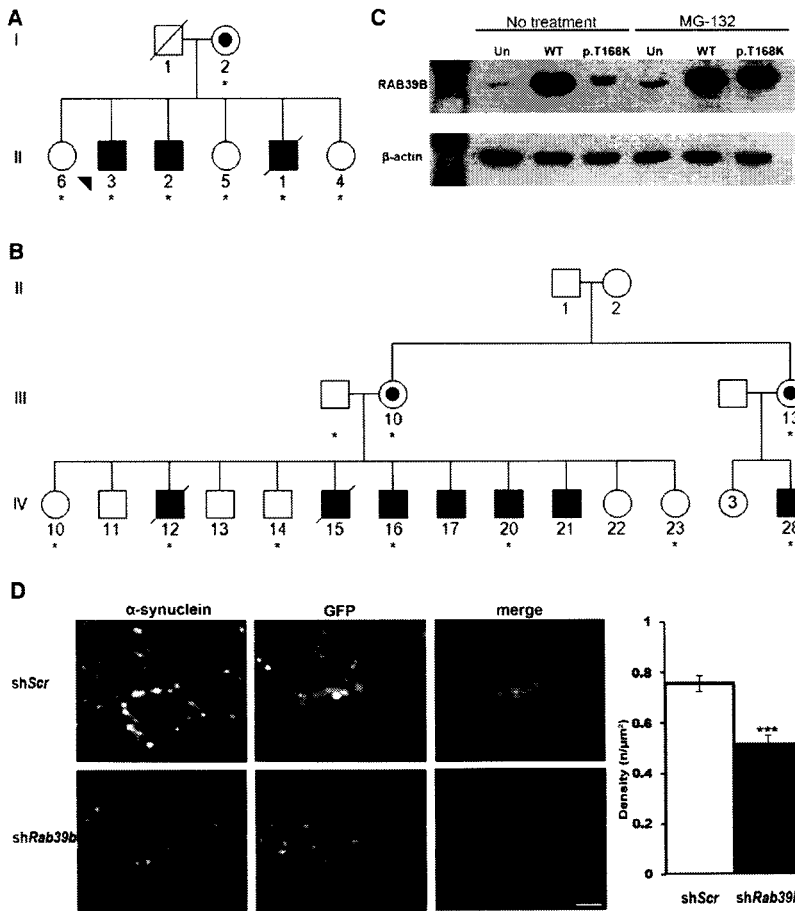 A
I
1
2
*
II
6
3
2
5
1
4
*
*
*
*
*
*
C
No treatment
MG-132
Un
WT
p.T168K
Un
WT
p.T168K
RAB39B
β-actin
B
II
1
2
III
*
10
*
13
*
IV
10
11
12
13
14
15
16
17
20
21
22
23
3
28
*
*
*
*
*
*
*
D
α-synuclein
GFP
merge
shScr
shRab39b
Density (n/µm²)
1
0.8
0.6
0.4
0.2
0
***
shScr
shRab39b